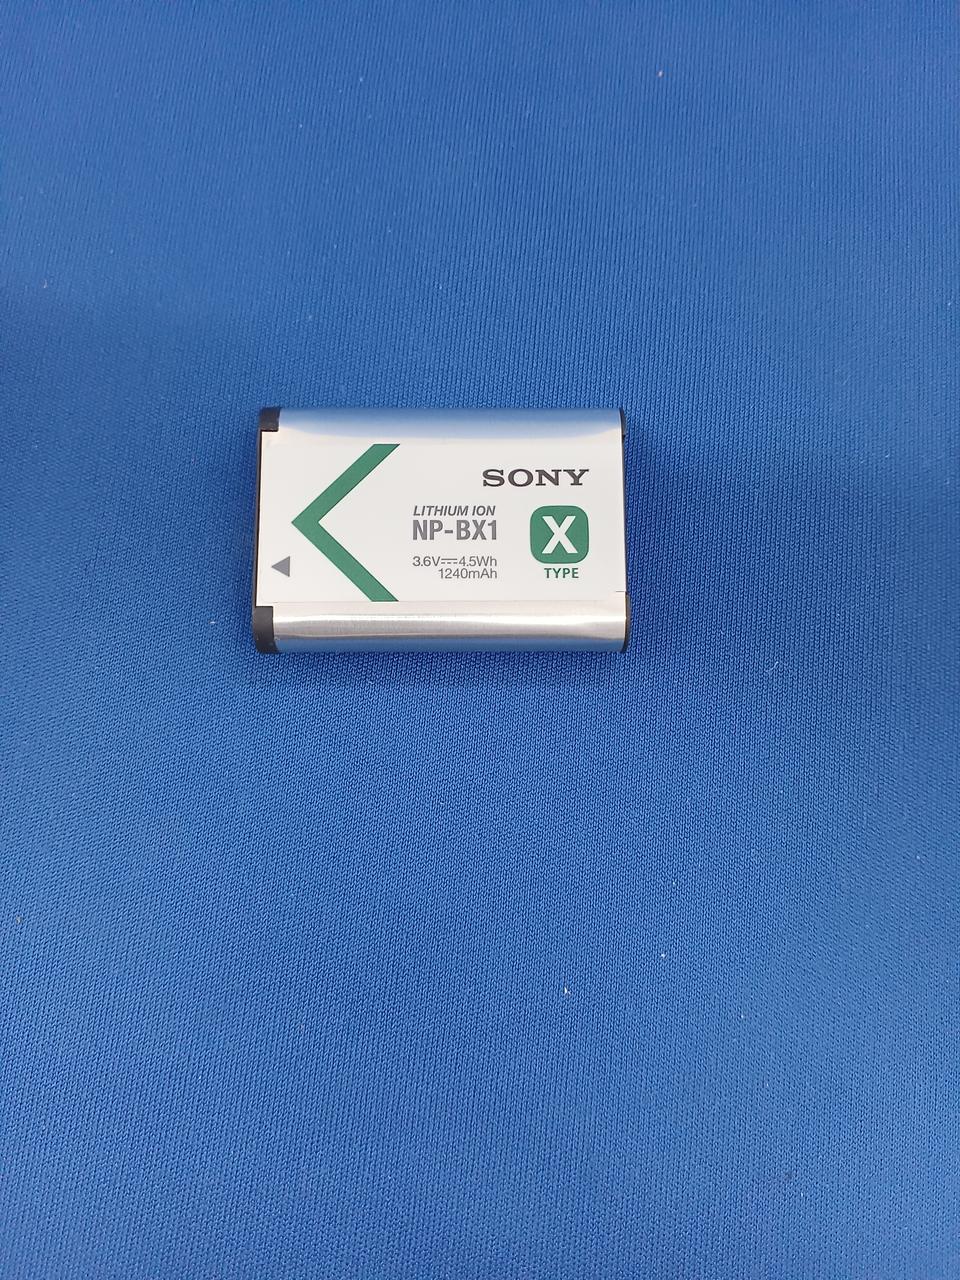 SONY
LITHIUM ION
NP-BX1
3.6V⎓4.5Wh
1240mAh
X
TYPE